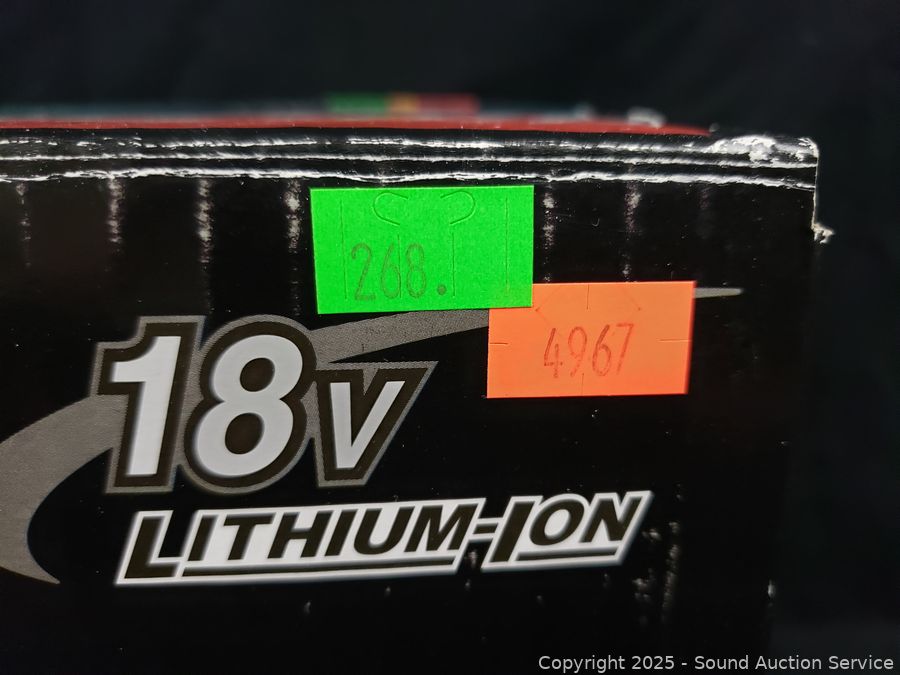 268.
4967
18V
LITHIUM-ION
Copyright © 2025 - Sound Auction Service